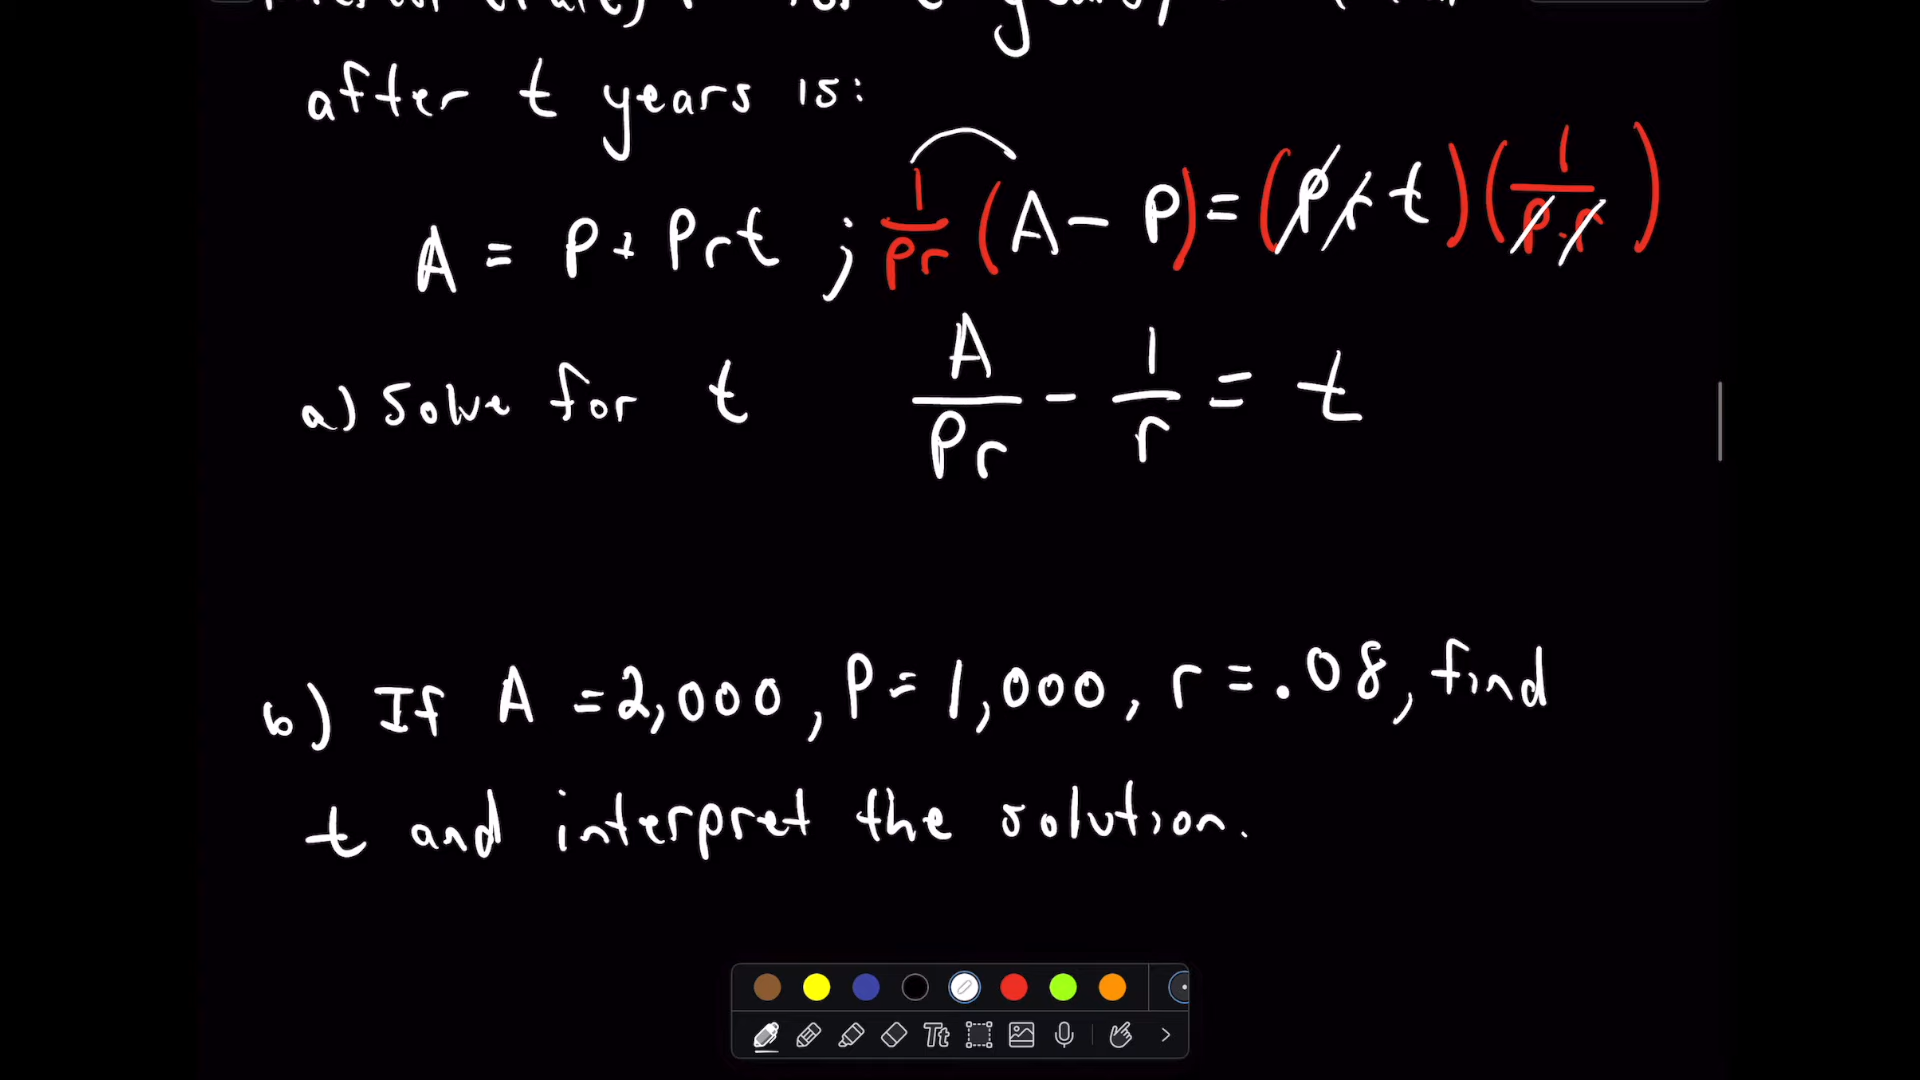 after t years is:
A = P + Prt ; 1/Pr (A - P) = (Prt)(1/P·r)
a) Solve for t
A/Pr - 1/r = t
b) If A = 2,000, P = 1,000, r = .08, find
t and interpret the solution.
Tt